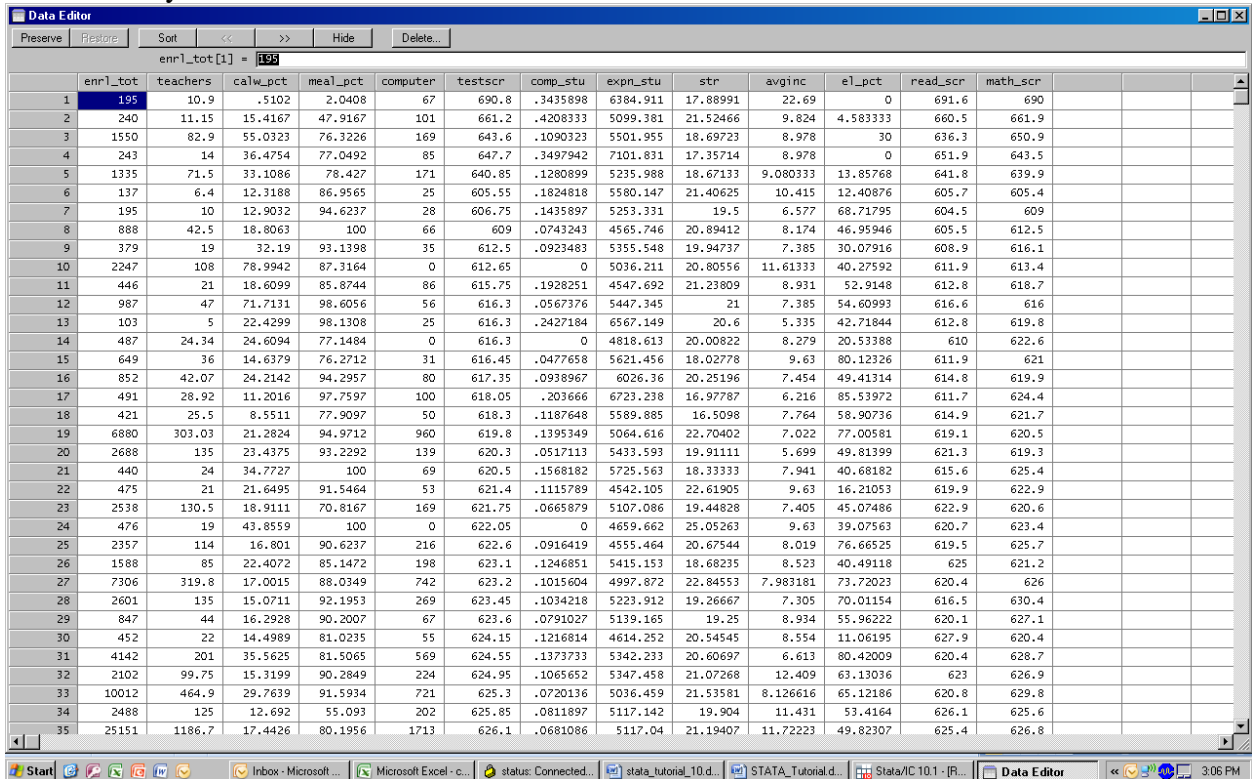 Data Editor
Preserve Restore Sort << >> Hide Delete...
enrl_tot[1] = 195
enrl_tot teachers calw_pct meal_pct computer testscr comp_stu expn_stu str avginc el_pct read_scr math_scr
1 195 10.9 .5102 2.0408 67 690.8 .3435898 6384.911 17.88991 22.69 0 691.6 690
2 240 11.15 15.4167 47.9167 101 661.2 .4208333 5099.381 21.52466 9.824 4.583333 660.5 661.9
3 1550 82.9 55.0323 76.3226 169 643.6 .1090323 5501.955 18.69723 8.978 30 636.3 650.9
4 243 14 36.4754 77.0492 85 647.7 .3497942 7101.831 17.35714 8.978 0 651.9 643.5
5 1335 71.5 33.1086 78.427 171 640.85 .1280899 5235.988 18.67133 9.080333 13.85768 641.8 639.9
6 137 6.4 12.3188 86.9565 25 605.55 .1824818 5580.147 21.40625 10.415 12.40876 605.7 605.4
7 195 10 12.9032 94.6237 28 606.75 .1435897 5253.331 19.5 6.577 68.71795 604.5 609
8 888 42.5 18.8063 100 66 609 .0743243 4565.746 20.89412 8.174 46.95946 605.5 612.5
9 379 19 32.19 93.1398 35 612.5 .0923483 5355.548 19.94737 7.385 30.07916 608.9 616.1
10 2247 108 78.9942 87.3164 0 612.65 0 5036.211 20.80556 11.61333 40.27592 611.9 613.4
11 446 21 18.6099 85.8744 86 615.75 .1928251 4547.692 21.23809 8.931 52.9148 612.8 618.7
12 987 47 71.7131 98.6056 56 616.3 .0567376 5447.345 21 7.385 54.60993 616.6 616
13 103 5 22.4299 98.1308 25 616.3 .2427184 6567.149 20.6 5.335 42.71844 612.8 619.8
14 487 24.34 24.6094 77.1484 0 616.3 0 4818.613 20.00822 8.279 20.53388 610 622.6
15 649 36 14.6379 76.2712 31 616.45 .0477658 5621.456 18.02778 9.63 80.12326 611.9 621
16 852 42.07 24.2142 94.2957 80 617.35 .0938967 6026.36 20.25196 7.454 49.41314 614.8 619.9
17 491 28.92 11.2016 97.7597 100 618.05 .203666 6723.238 16.97787 6.216 85.53972 611.7 624.4
18 421 25.5 8.5511 77.9097 50 618.3 .1187648 5589.885 16.5098 7.764 58.90736 614.9 621.7
19 6880 303.03 21.2824 94.9712 960 619.8 .1395349 5064.616 22.70402 7.022 77.00581 619.1 620.5
20 2688 135 23.4375 93.2292 139 620.3 .0517113 5433.593 19.91111 5.699 49.81399 621.3 619.3
21 440 24 34.7727 100 69 620.5 .1568182 5725.563 18.33333 7.941 40.68182 615.6 625.4
22 475 21 21.6495 91.5464 53 621.4 .1115789 4542.105 22.61905 9.63 16.21053 619.9 622.9
23 2538 130.5 18.9111 70.8167 169 621.75 .0665879 5107.086 19.44828 7.405 45.07486 622.9 620.6
24 476 19 43.8559 100 0 622.05 0 4659.662 25.05263 9.63 39.07563 620.7 623.4
25 2357 114 16.801 90.6237 216 622.6 .0916419 4555.464 20.67544 8.019 76.66525 619.5 625.7
26 1588 85 22.4072 85.1472 198 623.1 .1246851 5415.153 18.68235 8.523 40.49118 625 621.2
27 7306 319.8 17.0015 88.0349 742 623.2 .1015604 4997.872 22.84553 7.983181 73.72023 620.4 626
28 2601 135 15.0711 92.1953 269 623.45 .1034218 5223.912 19.26667 7.305 70.01154 616.5 630.4
29 847 44 16.2928 90.2007 67 623.6 .0791027 5139.165 19.25 8.934 55.96222 620.1 627.1
30 452 22 14.4989 81.0235 55 624.15 .1216814 4614.252 20.54545 8.554 11.06195 627.9 620.4
31 4142 201 35.5625 81.5065 569 624.55 .1373733 5342.233 20.60697 6.613 80.42009 620.4 628.7
32 2102 99.75 15.3199 90.2849 224 624.95 .1065652 5347.458 21.07268 12.409 63.13036 623 626.9
33 10012 464.9 29.7639 91.5934 721 625.3 .0720136 5036.459 21.53581 8.126616 65.12186 620.8 629.8
34 2488 125 12.692 55.093 202 625.85 .0811897 5117.142 19.904 11.431 53.4164 626.1 625.6
35 25151 1186.7 17.4426 80.1956 1713 626.1 .0681086 5117.04 21.19407 11.72223 49.82307 625.4 626.8
Start Inbox - Microsoft ... Microsoft Excel - c... status: Connected... stata_tutorial_10.d... STATA_Tutorial.d... Stata/IC 10.1 - [R... Data Editor « 3:06 PM